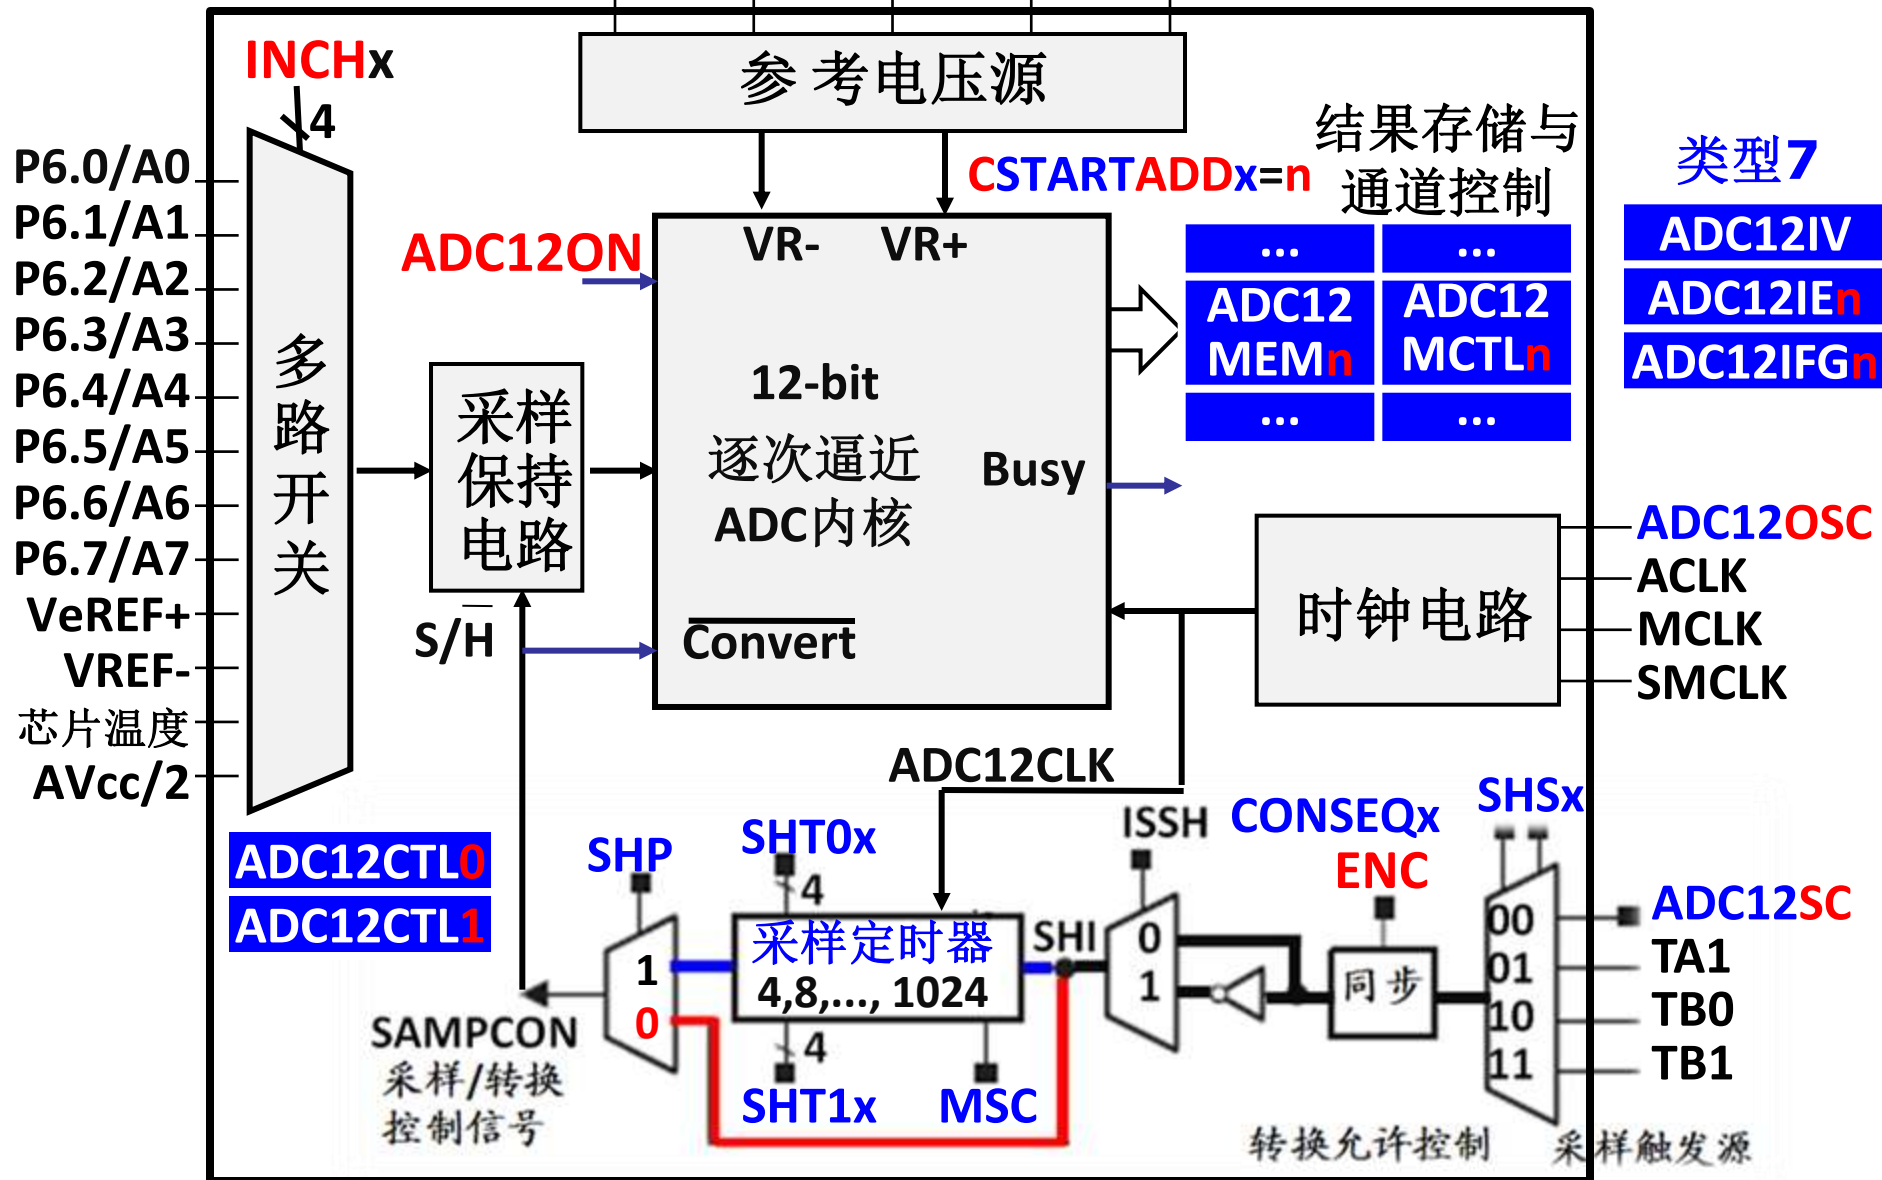 INCHx
4
参考电压源
P6.0/A0
P6.1/A1
P6.2/A2
P6.3/A3
P6.4/A4
P6.5/A5
P6.6/A6
P6.7/A7
VeREF+
VREF-
芯片温度
AVcc/2
多
路
开
关
采样
保持
电路
S/H
ADC12ON
VR- VR+
12-bit
逐次逼近
ADC内核
Busy
Convert
CSTARTADDx=n
结果存储与
通道控制
... ...
ADC12 ADC12
MEMn MCTLn
... ...
类型7
ADC12IV
ADC12IEn
ADC12IFGn
时钟电路
ADC12OSC
ACLK
MCLK
SMCLK
ADC12CLK
ADC12CTL0
ADC12CTL1
SHP
1
0
SAMPCON
采样/转换
控制信号
SHT0x
4
采样定时器
4,8,..., 1024
4
SHT1x
MSC
SHI
ISSH
0
1
CONSEQx
ENC
同步
转换允许控制
SHSx
00
01
10
11
ADC12SC
TA1
TB0
TB1
采样触发源